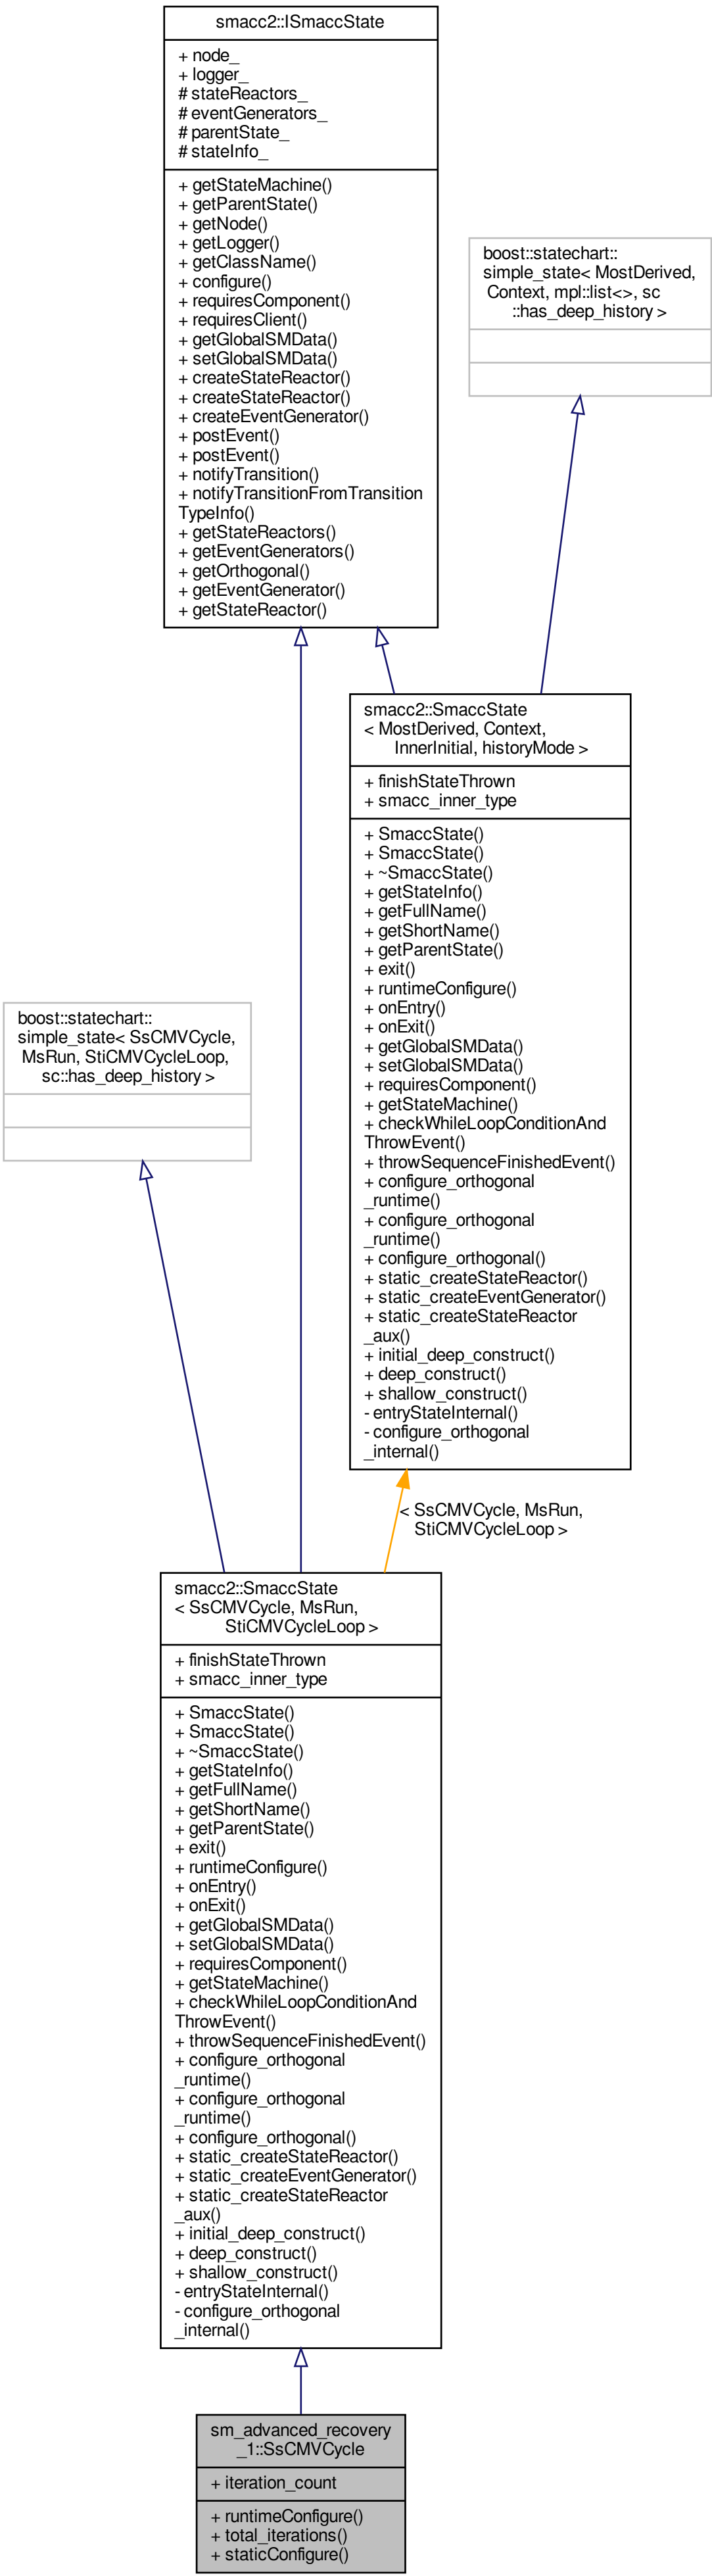 smacc2::ISmaccState
+ node_
+ logger_
# stateReactors_
# eventGenerators_
# parentState_
# stateInfo_
+ getStateMachine()
+ getParentState()
+ getNode()
+ getLogger()
+ getClassName()
+ configure()
+ requiresComponent()
+ requiresClient()
+ getGlobalSMData()
+ setGlobalSMData()
+ createStateReactor()
+ createStateReactor()
+ createEventGenerator()
+ postEvent()
+ postEvent()
+ notifyTransition()
+ notifyTransitionFromTransition
TypeInfo()
+ getStateReactors()
+ getEventGenerators()
+ getOrthogonal()
+ getEventGenerator()
+ getStateReactor()
boost::statechart::
simple_state< MostDerived,
Context, mpl::list<>, sc
::has_deep_history >
smacc2::SmaccState
< MostDerived, Context,
InnerInitial, historyMode >
+ finishStateThrown
+ smacc_inner_type
+ SmaccState()
+ SmaccState()
+ ~SmaccState()
+ getStateInfo()
+ getFullName()
+ getShortName()
+ getParentState()
+ exit()
+ runtimeConfigure()
+ onEntry()
+ onExit()
+ getGlobalSMData()
+ setGlobalSMData()
+ requiresComponent()
+ getStateMachine()
+ checkWhileLoopConditionAnd
ThrowEvent()
+ throwSequenceFinishedEvent()
+ configure_orthogonal
_runtime()
+ configure_orthogonal
_runtime()
+ configure_orthogonal()
+ static_createStateReactor()
+ static_createEventGenerator()
+ static_createStateReactor
_aux()
+ initial_deep_construct()
+ deep_construct()
+ shallow_construct()
- entryStateInternal()
- configure_orthogonal
_internal()
boost::statechart::
simple_state< SsCMVCycle,
MsRun, StiCMVCycleLoop,
sc::has_deep_history >
< SsCMVCycle, MsRun,
StiCMVCycleLoop >
smacc2::SmaccState
< SsCMVCycle, MsRun,
StiCMVCycleLoop >
+ finishStateThrown
+ smacc_inner_type
+ SmaccState()
+ SmaccState()
+ ~SmaccState()
+ getStateInfo()
+ getFullName()
+ getShortName()
+ getParentState()
+ exit()
+ runtimeConfigure()
+ onEntry()
+ onExit()
+ getGlobalSMData()
+ setGlobalSMData()
+ requiresComponent()
+ getStateMachine()
+ checkWhileLoopConditionAnd
ThrowEvent()
+ throwSequenceFinishedEvent()
+ configure_orthogonal
_runtime()
+ configure_orthogonal
_runtime()
+ configure_orthogonal()
+ static_createStateReactor()
+ static_createEventGenerator()
+ static_createStateReactor
_aux()
+ initial_deep_construct()
+ deep_construct()
+ shallow_construct()
- entryStateInternal()
- configure_orthogonal
_internal()
sm_advanced_recovery
_1::SsCMVCycle
+ iteration_count
+ runtimeConfigure()
+ total_iterations()
+ staticConfigure()